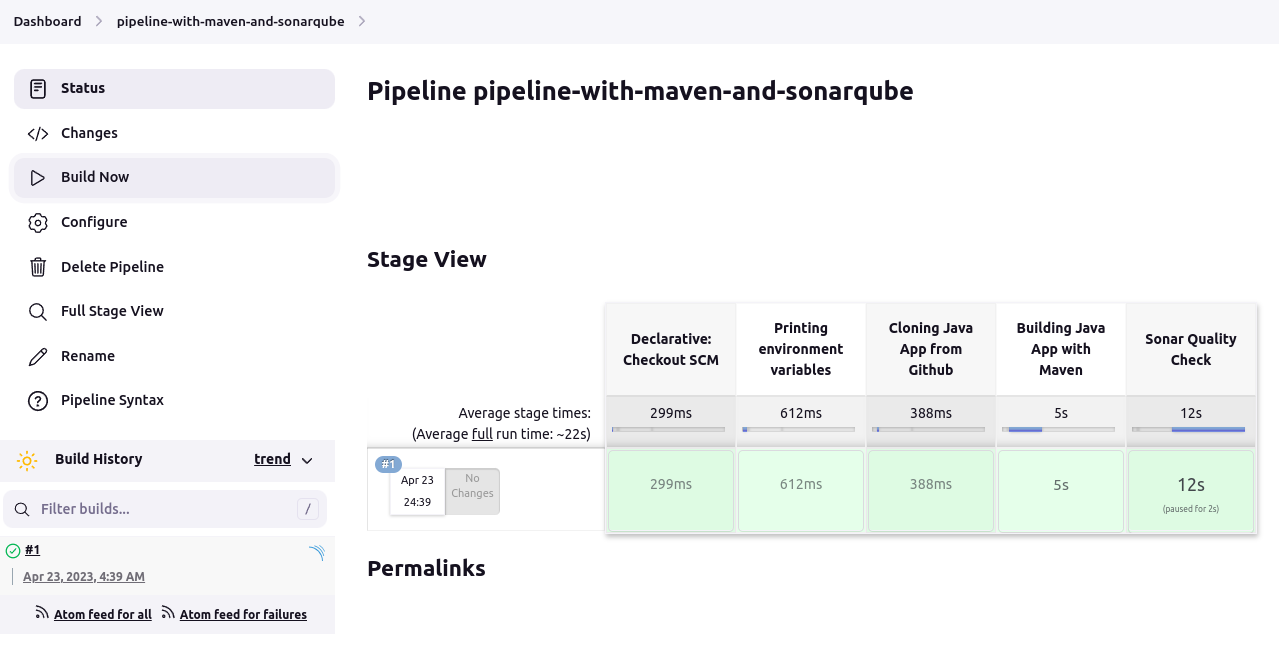 Dashboard
pipeline-with-maven-and-sonarqube
Status
Changes
Build Now
Configure
Delete Pipeline
Full Stage View
Rename
Pipeline Syntax
Build History
trend
Filter builds...
/
#1
Apr 23, 2023, 4:39 AM
Atom feed for all
Atom feed for failures
Pipeline pipeline-with-maven-and-sonarqube
Stage View
Declarative:
Checkout SCM
Printing
environment
variables
Cloning Java
App from
Github
Building Java
App with
Maven
Sonar Quality
Check
Average stage times:
(Average full run time: ~22s)
299ms
612ms
388ms
5s
12s
#1
Apr 23
24:39
No
Changes
299ms
612ms
388ms
5s
12s
(paused for 2s)
Permalinks